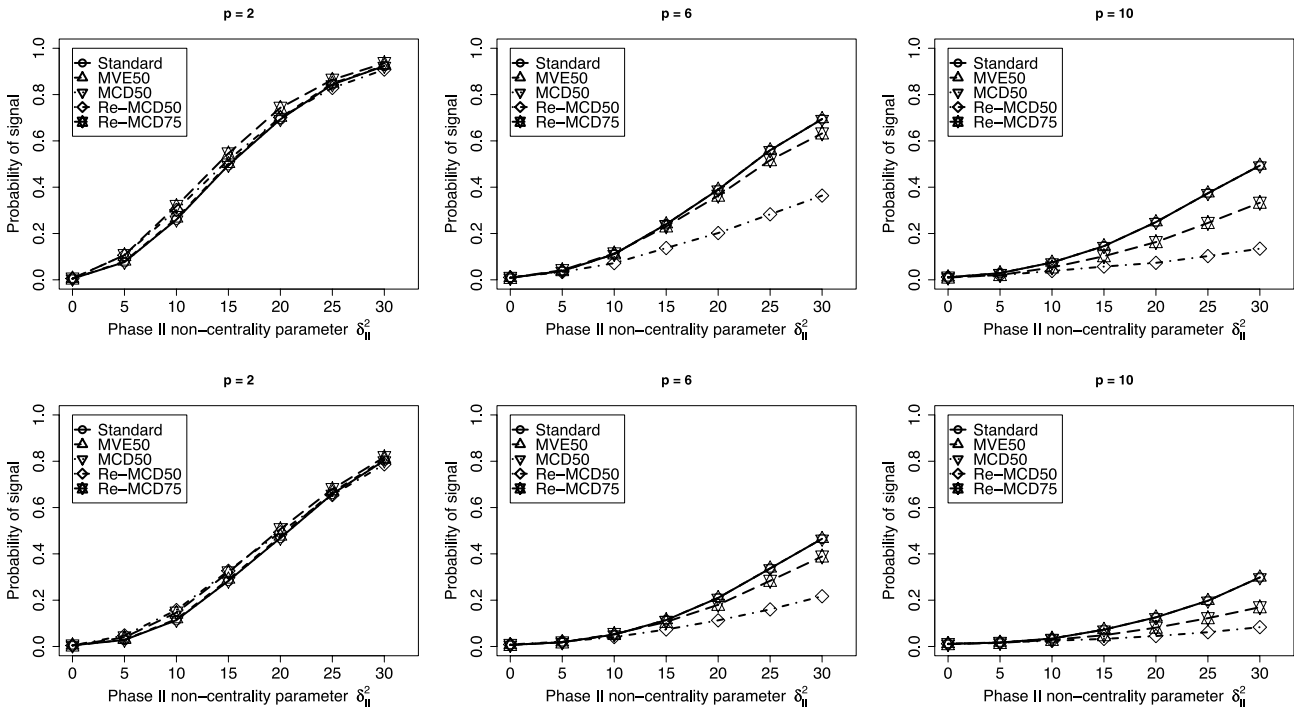 p = 2
Probability of signal
1.0
0.8
0.6
0.4
0.2
0.0
Standard
MVE50
MCD50
Re−MCD50
Re−MCD75
0 5 10 15 20 25 30
Phase II non−centrality parameter δ²II
p = 6
Probability of signal
1.0
0.8
0.6
0.4
0.2
0.0
Standard
MVE50
MCD50
Re−MCD50
Re−MCD75
0 5 10 15 20 25 30
Phase II non−centrality parameter δ²II
p = 10
Probability of signal
1.0
0.8
0.6
0.4
0.2
0.0
Standard
MVE50
MCD50
Re−MCD50
Re−MCD75
0 5 10 15 20 25 30
Phase II non−centrality parameter δ²II
p = 2
Probability of signal
1.0
0.8
0.6
0.4
0.2
0.0
Standard
MVE50
MCD50
Re−MCD50
Re−MCD75
0 5 10 15 20 25 30
Phase II non−centrality parameter δ²II
p = 6
Probability of signal
1.0
0.8
0.6
0.4
0.2
0.0
Standard
MVE50
MCD50
Re−MCD50
Re−MCD75
0 5 10 15 20 25 30
Phase II non−centrality parameter δ²II
p = 10
Probability of signal
1.0
0.8
0.6
0.4
0.2
0.0
Standard
MVE50
MCD50
Re−MCD50
Re−MCD75
0 5 10 15 20 25 30
Phase II non−centrality parameter δ²II